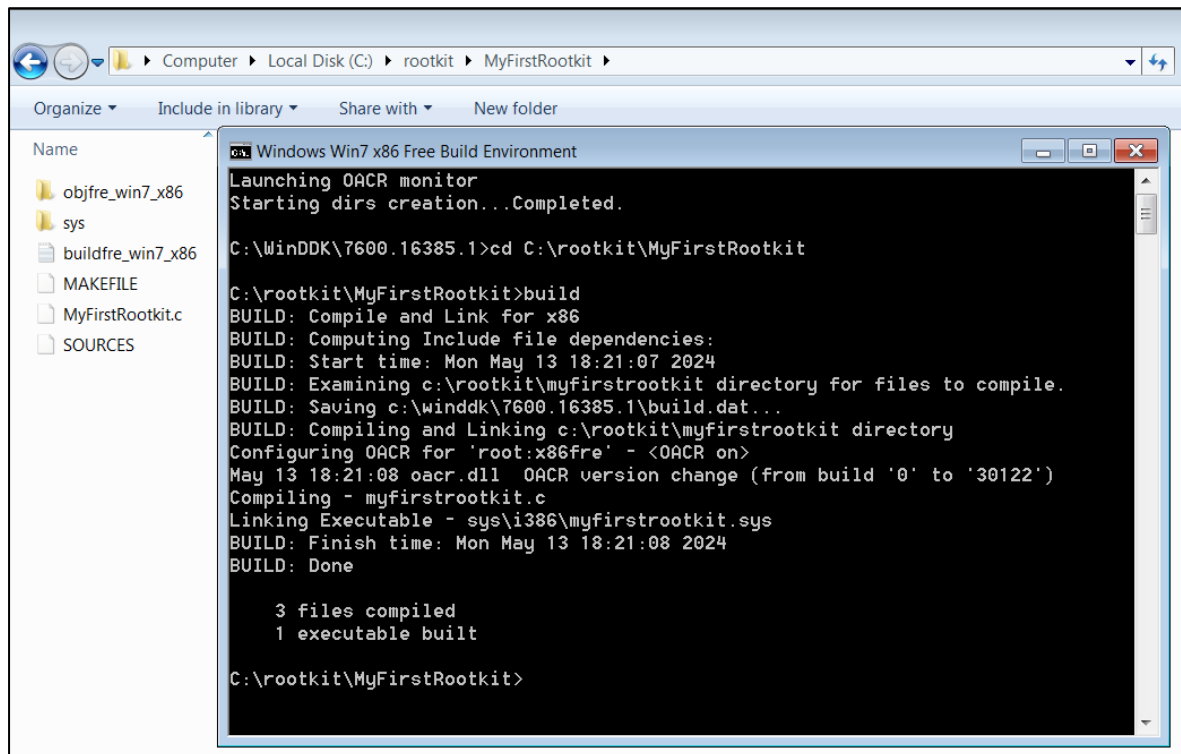 Computer Local Disk (C:) rootkit MyFirstRootkit
Organize Include in library Share with New folder
Name
objfre_win7_x86
sys
buildfre_win7_x86
MAKEFILE
MyFirstRootkit.c
SOURCES
C:\. Windows Win7 x86 Free Build Environment
Launching OACR monitor
Starting dirs creation...Completed.
C:\WinDDK\7600.16385.1>cd C:\rootkit\MyFirstRootkit
C:\rootkit\MyFirstRootkit>build
BUILD: Compile and Link for x86
BUILD: Computing Include file dependencies:
BUILD: Start time: Mon May 13 18:21:07 2024
BUILD: Examining c:\rootkit\myfirstrootkit directory for files to compile.
BUILD: Saving c:\winddk\7600.16385.1\build.dat...
BUILD: Compiling and Linking c:\rootkit\myfirstrootkit directory
Configuring OACR for 'root:x86fre' - <OACR on>
May 13 18:21:08 oacr.dll  OACR version change (from build '0' to '30122')
Compiling - myfirstrootkit.c
Linking Executable - sys\i386\myfirstrootkit.sys
BUILD: Finish time: Mon May 13 18:21:08 2024
BUILD: Done
3 files compiled
1 executable built
C:\rootkit\MyFirstRootkit>